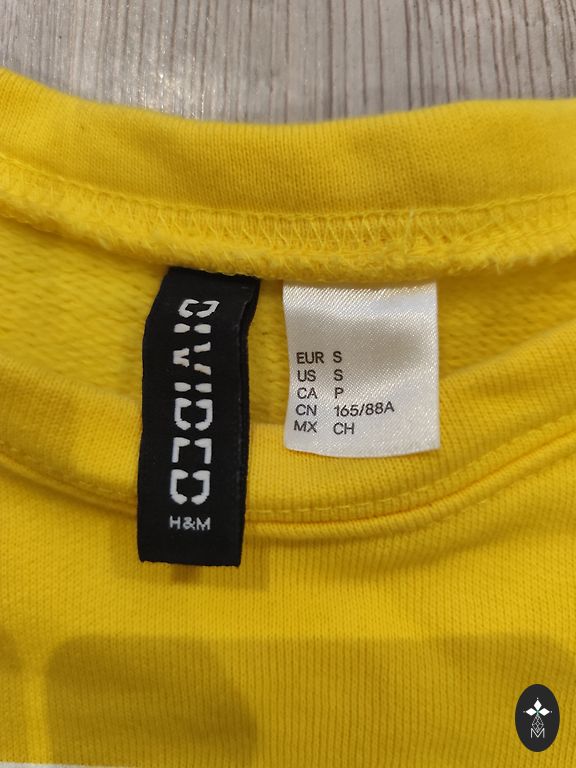 DIVIDED
H&M
EUR S
US S
CA P
CN 165/88A
MX CH
M